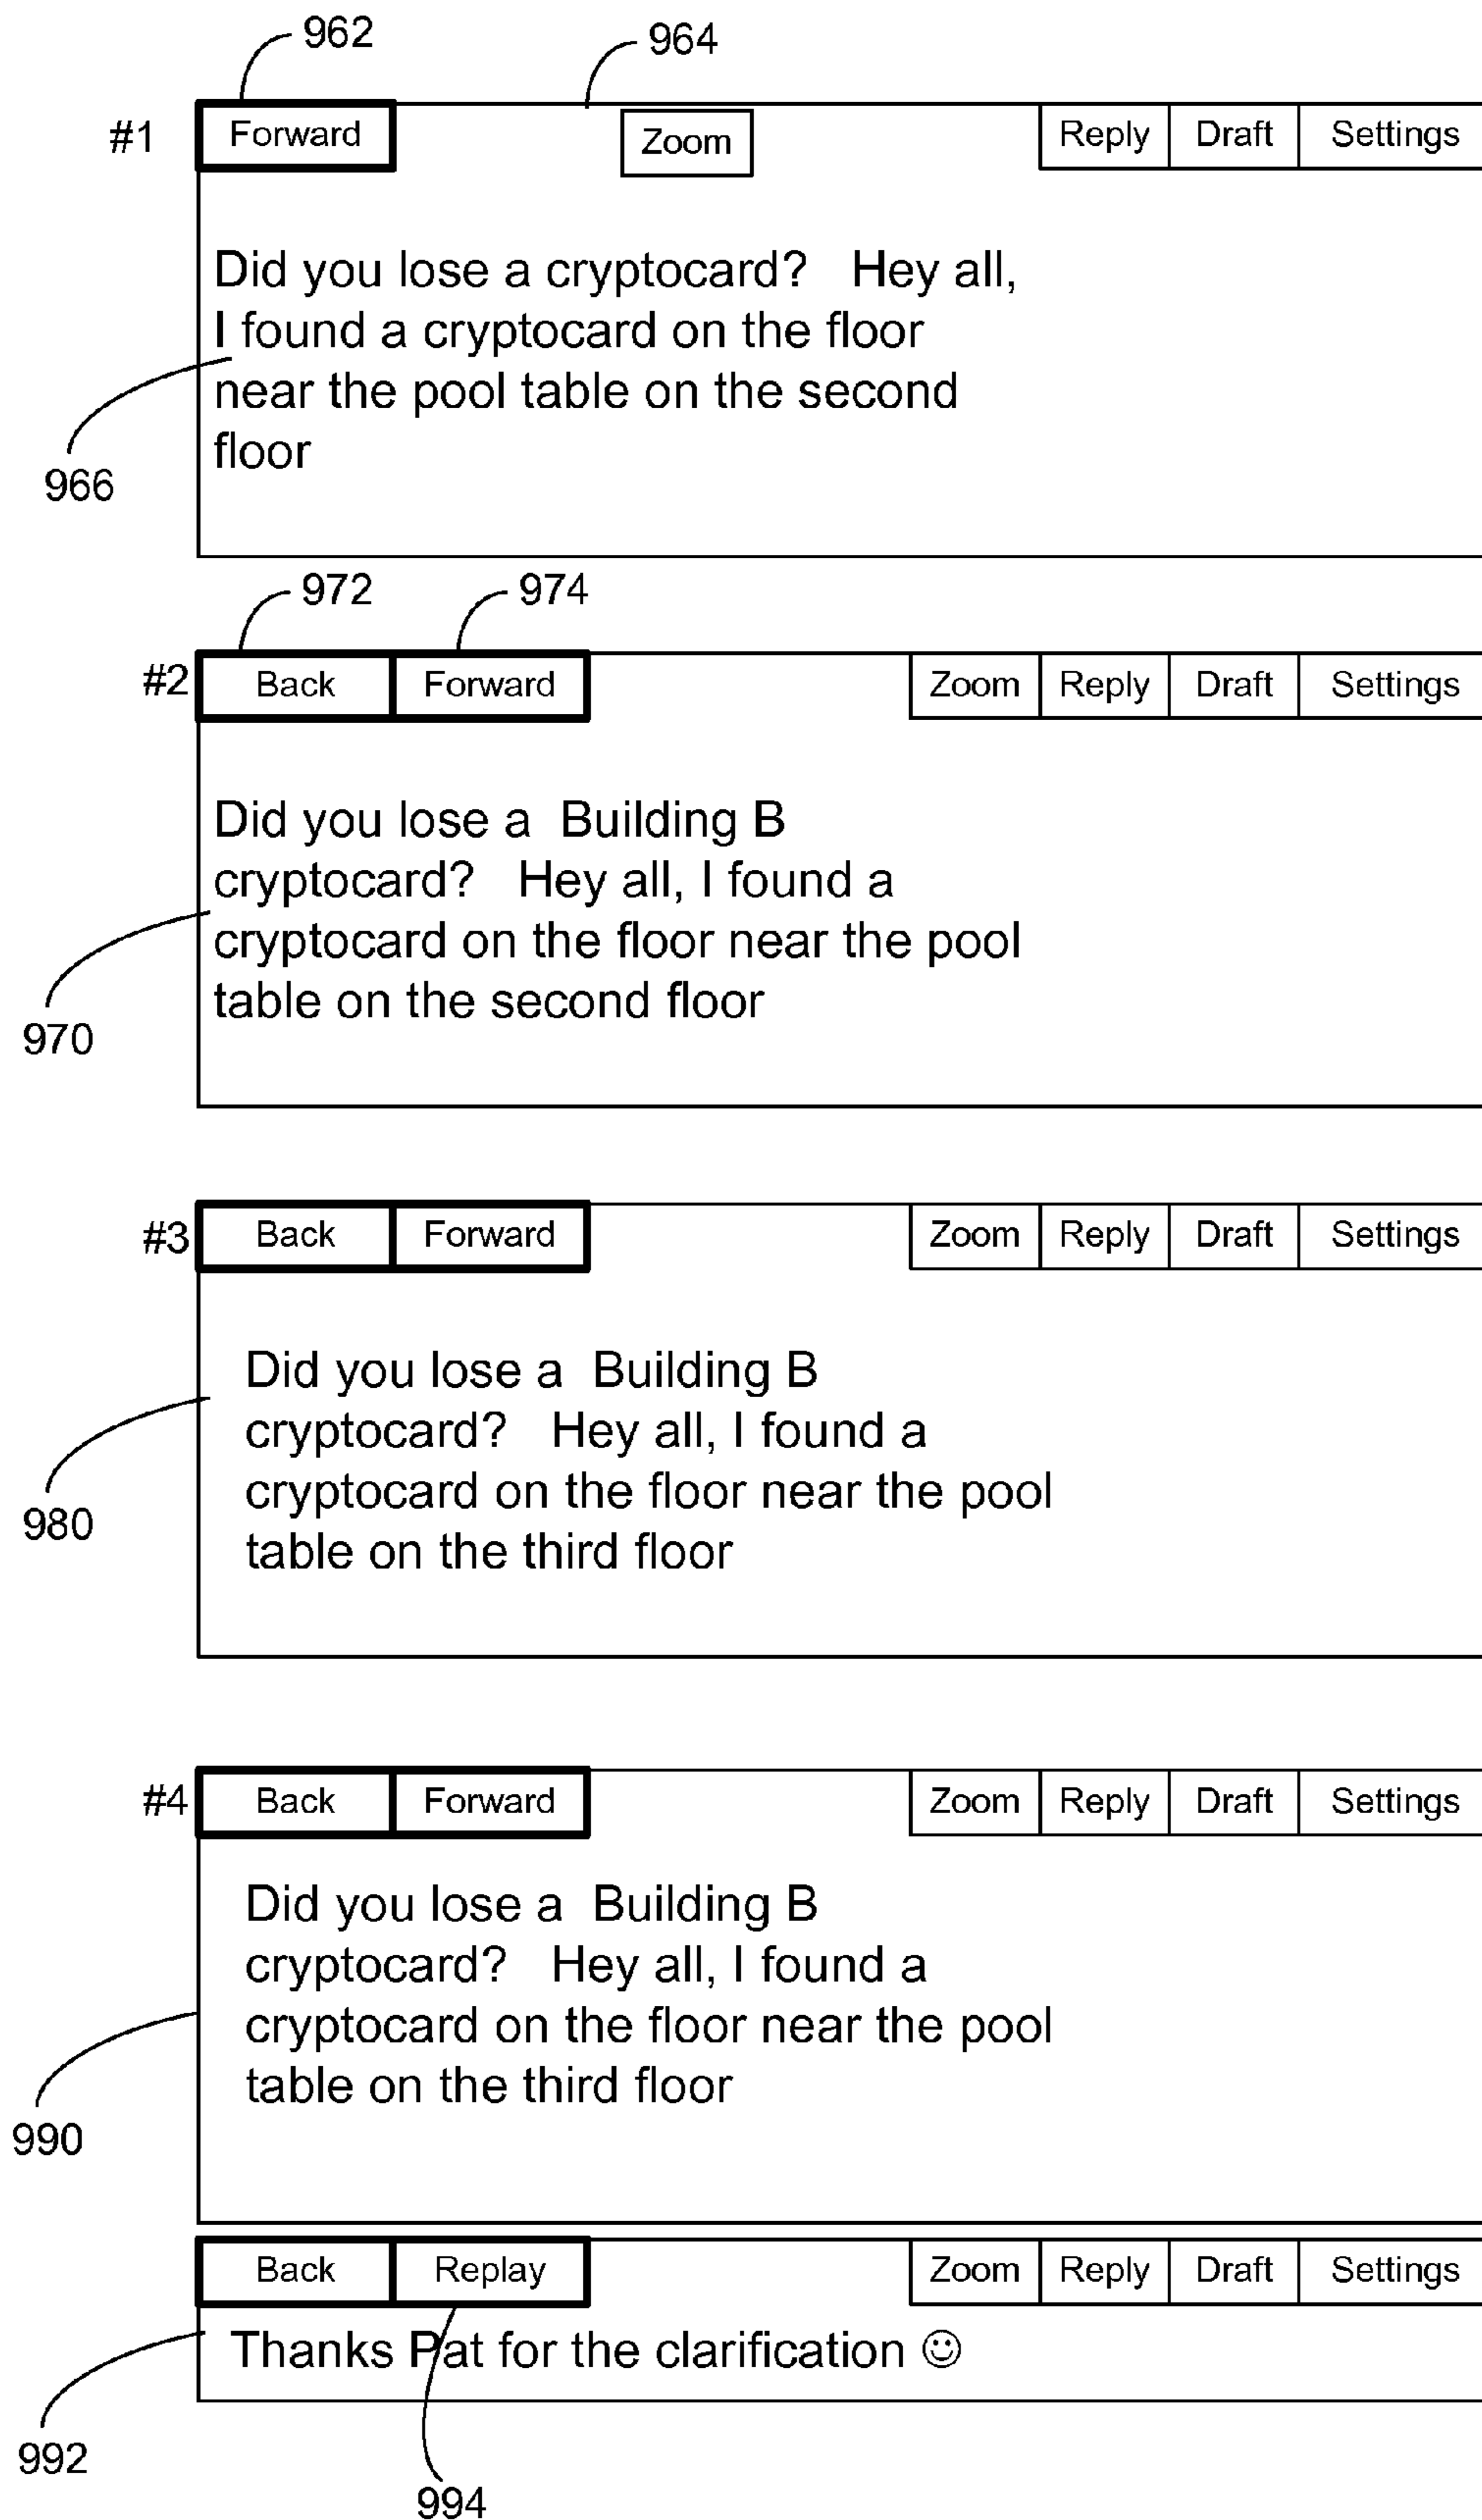 962
964
#1 Forward Zoom Reply Draft Settings
Did you lose a cryptocard? Hey all,
I found a cryptocard on the floor
near the pool table on the second
floor
966
972 974
#2 Back Forward Zoom Reply Draft Settings
Did you lose a Building B
cryptocard? Hey all, I found a
cryptocard on the floor near the pool
table on the second floor
970
#3 Back Forward Zoom Reply Draft Settings
Did you lose a Building B
cryptocard? Hey all, I found a
cryptocard on the floor near the pool
table on the third floor
980
#4 Back Forward Zoom Reply Draft Settings
Did you lose a Building B
cryptocard? Hey all, I found a
cryptocard on the floor near the pool
table on the third floor
990
Back Replay Zoom Reply Draft Settings
Thanks Pat for the clarification ☺
992
994